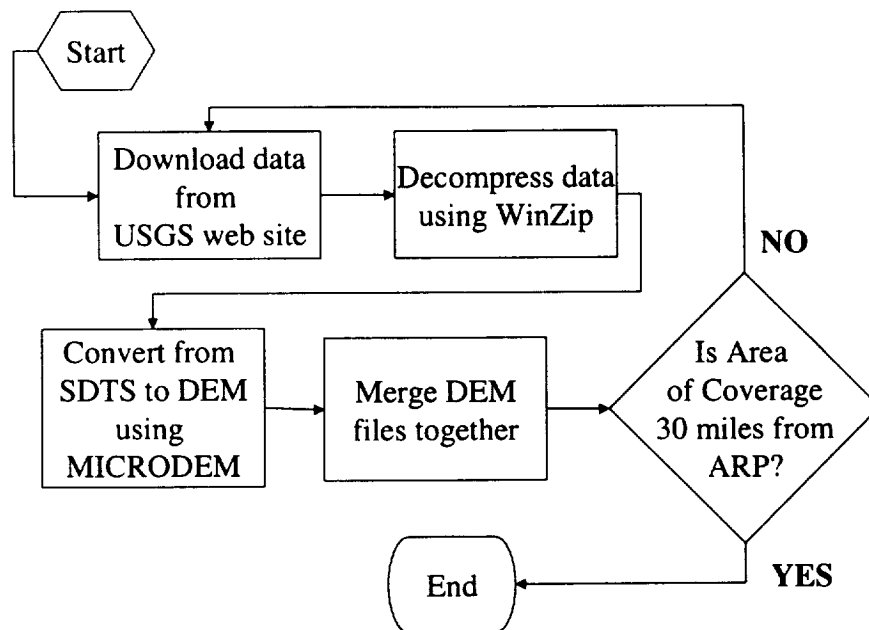 Start
Download data
from
USGS web site
Decompress data
using WinZip
NO
Convert from
SDTS to DEM
using
MICRODEM
Merge DEM
files together
Is Area
of Coverage
30 miles from
ARP?
End
YES